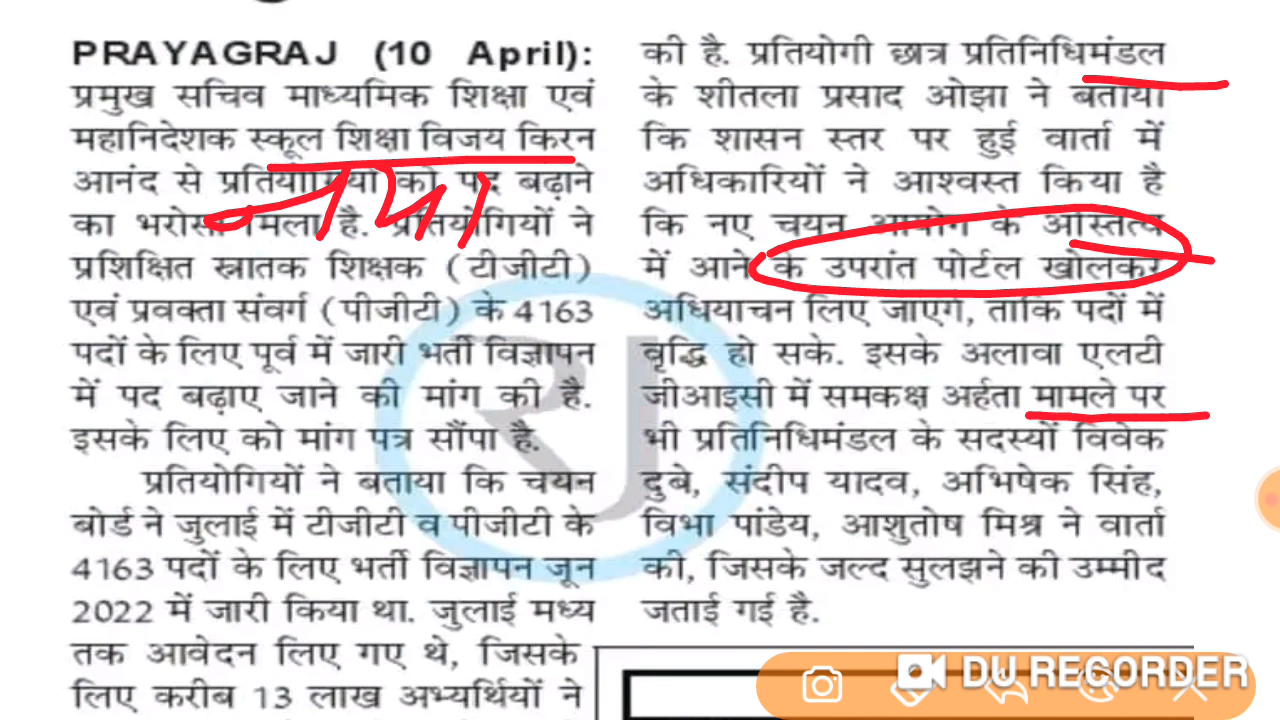 PRAYAGRAJ (10 April):
प्रमुख सचिव माध्यमिक शिक्षा एवं
महानिदेशक स्कूल शिक्षा विजय किरन
आनंद से प्रतियोगियों को पद बढ़ाने
का भरोसा मिला है. प्रतियोगियों ने
प्रशिक्षित स्नातक शिक्षक (टीजीटी)
एवं प्रवक्ता संवर्ग (पीजीटी) के 4163
पदों के लिए पूर्व में जारी भर्ती विज्ञापन
में पद बढ़ाए जाने की मांग की है.
इसके लिए को मांग पत्र सौंपा है.
प्रतियोगियों ने बताया कि चयन
बोर्ड ने जुलाई में टीजीटी व पीजीटी के
4163 पदों के लिए भर्ती विज्ञापन जून
2022 में जारी किया था. जुलाई मध्य
तक आवेदन लिए गए थे, जिसके
लिए करीब 13 लाख अभ्यर्थियों ने
की है. प्रतियोगी छात्र प्रतिनिधिमंडल
के शीतला प्रसाद ओझा ने बताया
कि शासन स्तर पर हुई वार्ता में
अधिकारियों ने आश्वस्त किया है
कि नए चयन आयोग के अस्तित्व
में आने के उपरांत पोर्टल खोलकर
अधियाचन लिए जाएंगे, ताकि पदों में
वृद्धि हो सके. इसके अलावा एलटी
जीआइसी में समकक्ष अर्हता मामले पर
भी प्रतिनिधिमंडल के सदस्यों विवेक
दुबे, संदीप यादव, अभिषेक सिंह,
विभा पांडेय, आशुतोष मिश्र ने वार्ता
की, जिसके जल्द सुलझने की उम्मीद
जताई गई है.
नया
RJ
DU RECORDER